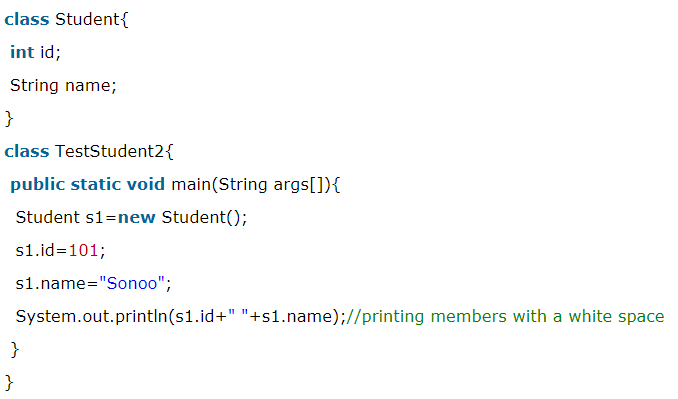 class Student{
int id;
String name;
}
class TestStudent2{
public static void main(String args[]){
Student s1=new Student();
s1.id=101;
s1.name="Sonoo";
System.out.println(s1.id+" "+s1.name);//printing members with a white space
}
}